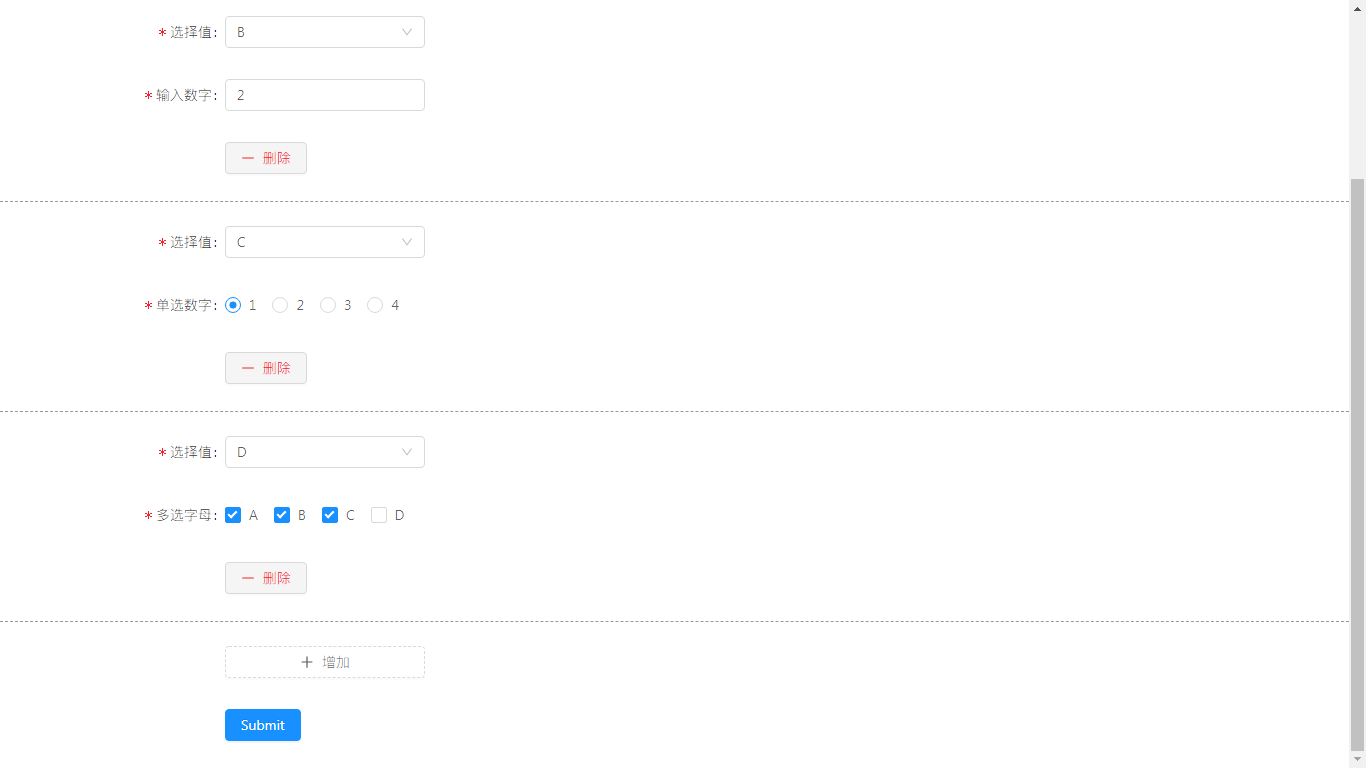 * 选择值: B
* 输入数字: 2
删除
* 选择值: C
* 单选数字: 1 2 3 4
删除
* 选择值: D
* 多选字母: A B C D
删除
增加
Submit